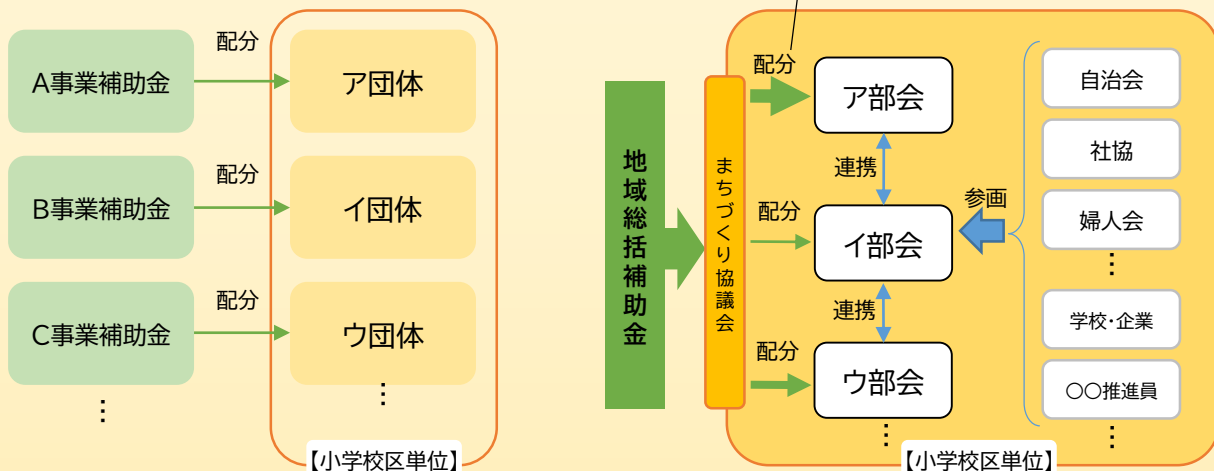 A事業補助金
配分
ア団体
B事業補助金
配分
イ団体
C事業補助金
配分
ウ団体
⋮
⋮
【小学校区単位】
地域総括補助金
まちづくり協議会
配分
ア部会
連携
配分
イ部会
連携
配分
ウ部会
⋮
参画
自治会
社協
婦人会
⋮
学校・企業
〇〇推進員
⋮
【小学校区単位】